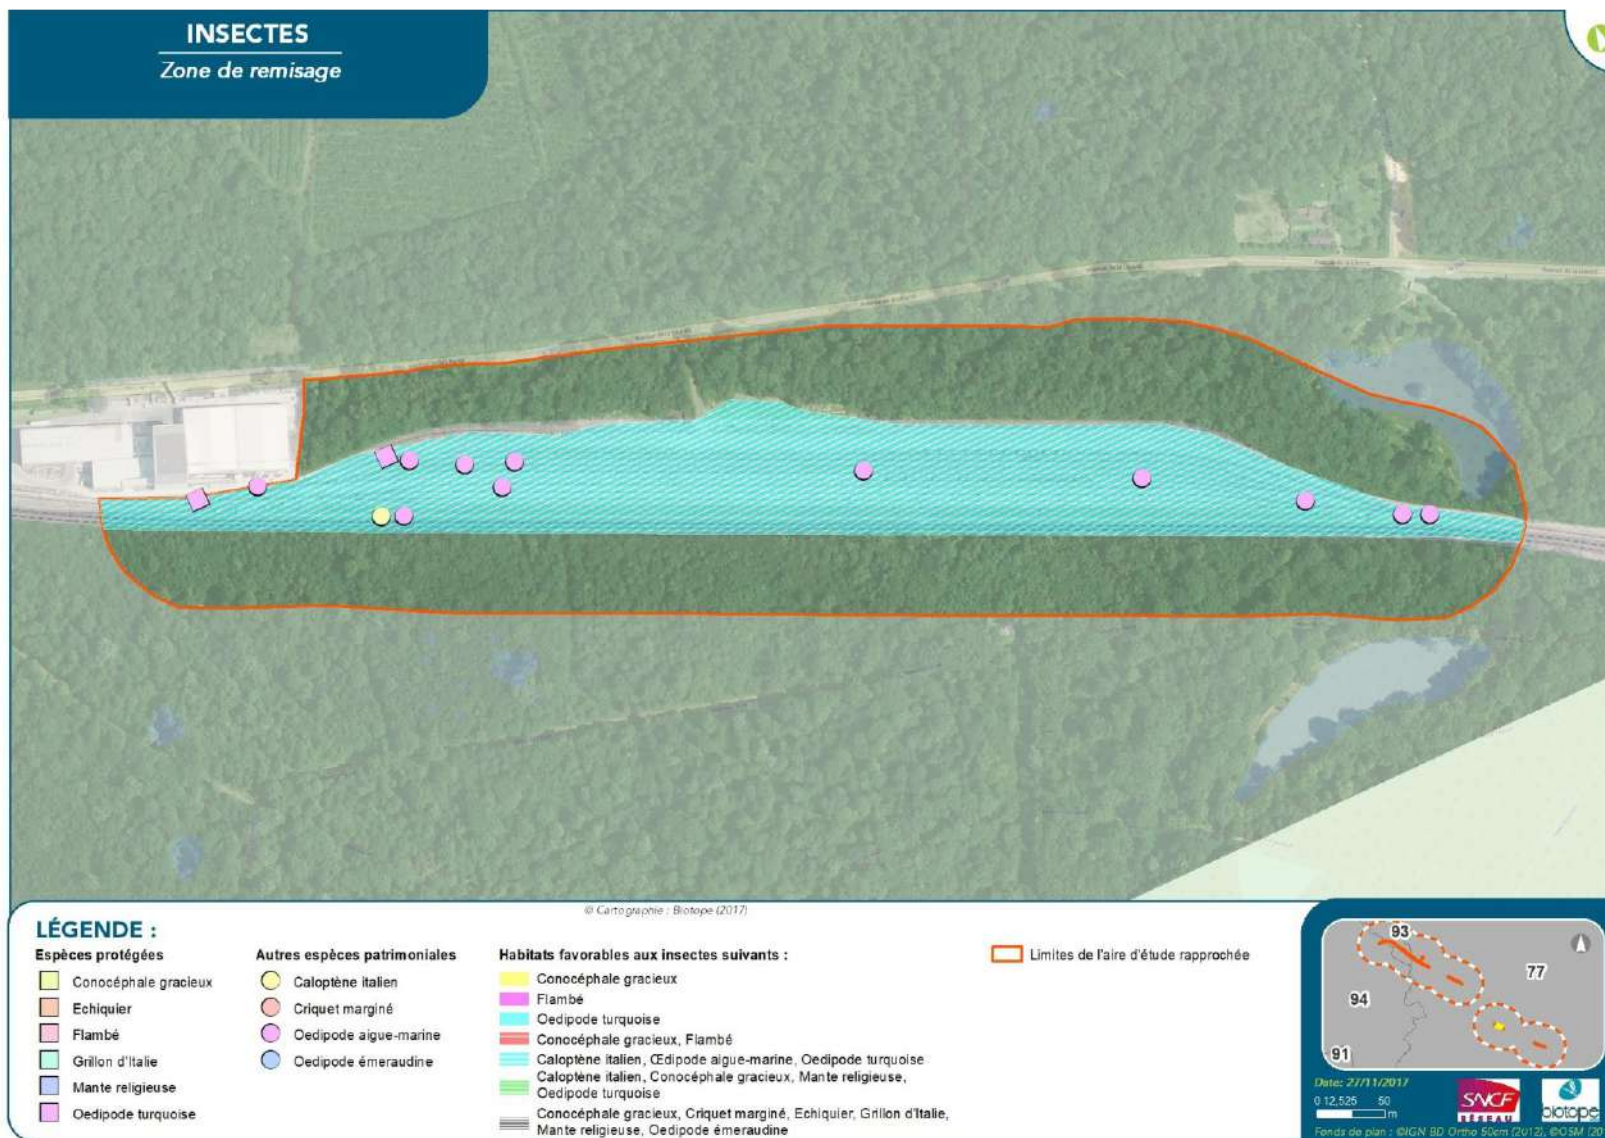 INSECTES
Zone de remisage
© Cartographie : Biotope (2017)
LÉGENDE :
Espèces protégées
Conocéphale gracieux
Echiquier
Flambé
Grillon d'Italie
Mante religieuse
Oedipode turquoise
Autres espèces patrimoniales
Caloptène italien
Criquet marginé
Oedipode aigue-marine
Oedipode émeraudine
Habitats favorables aux insectes suivants :
Conocéphale gracieux
Flambé
Oedipode turquoise
Conocéphale gracieux, Flambé
Caloptène italien, Œdipode aigue-marine, Oedipode turquoise
Caloptène italien, Conocéphale gracieux, Mante religieuse,
Oedipode turquoise
Conocéphale gracieux, Criquet marginé, Echiquier, Grillon d'Italie,
Mante religieuse, Oedipode émeraudine
Limites de l'aire d'étude rapprochée
93
77
94
91
Date: 27/11/2017
0 12,525 50
m
SNCF
RÉSEAU
biotope
Fonds de plan : ©IGN BD Ortho 50cm (2012), ©OSM (20